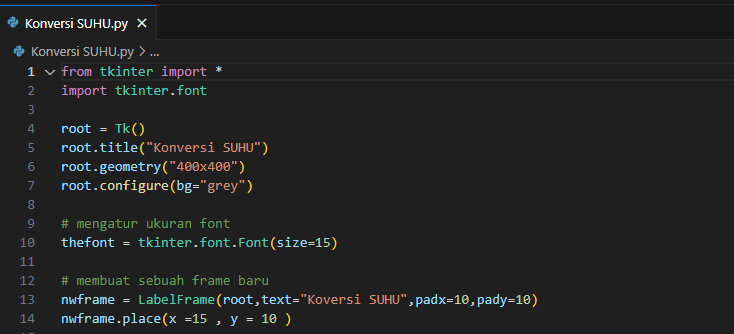 Konversi SUHU.py ×
Konversi SUHU.py > ...
1 from tkinter import *
2 import tkinter.font
3
4 root = Tk()
5 root.title("Konversi SUHU")
6 root.geometry("400x400")
7 root.configure(bg="grey")
8
9 # mengatur ukuran font
10 thefont = tkinter.font.Font(size=15)
11
12 # membuat sebuah frame baru
13 nwframe = LabelFrame(root,text="Koversi SUHU",padx=10,pady=10)
14 nwframe.place(x =15 , y = 10 )